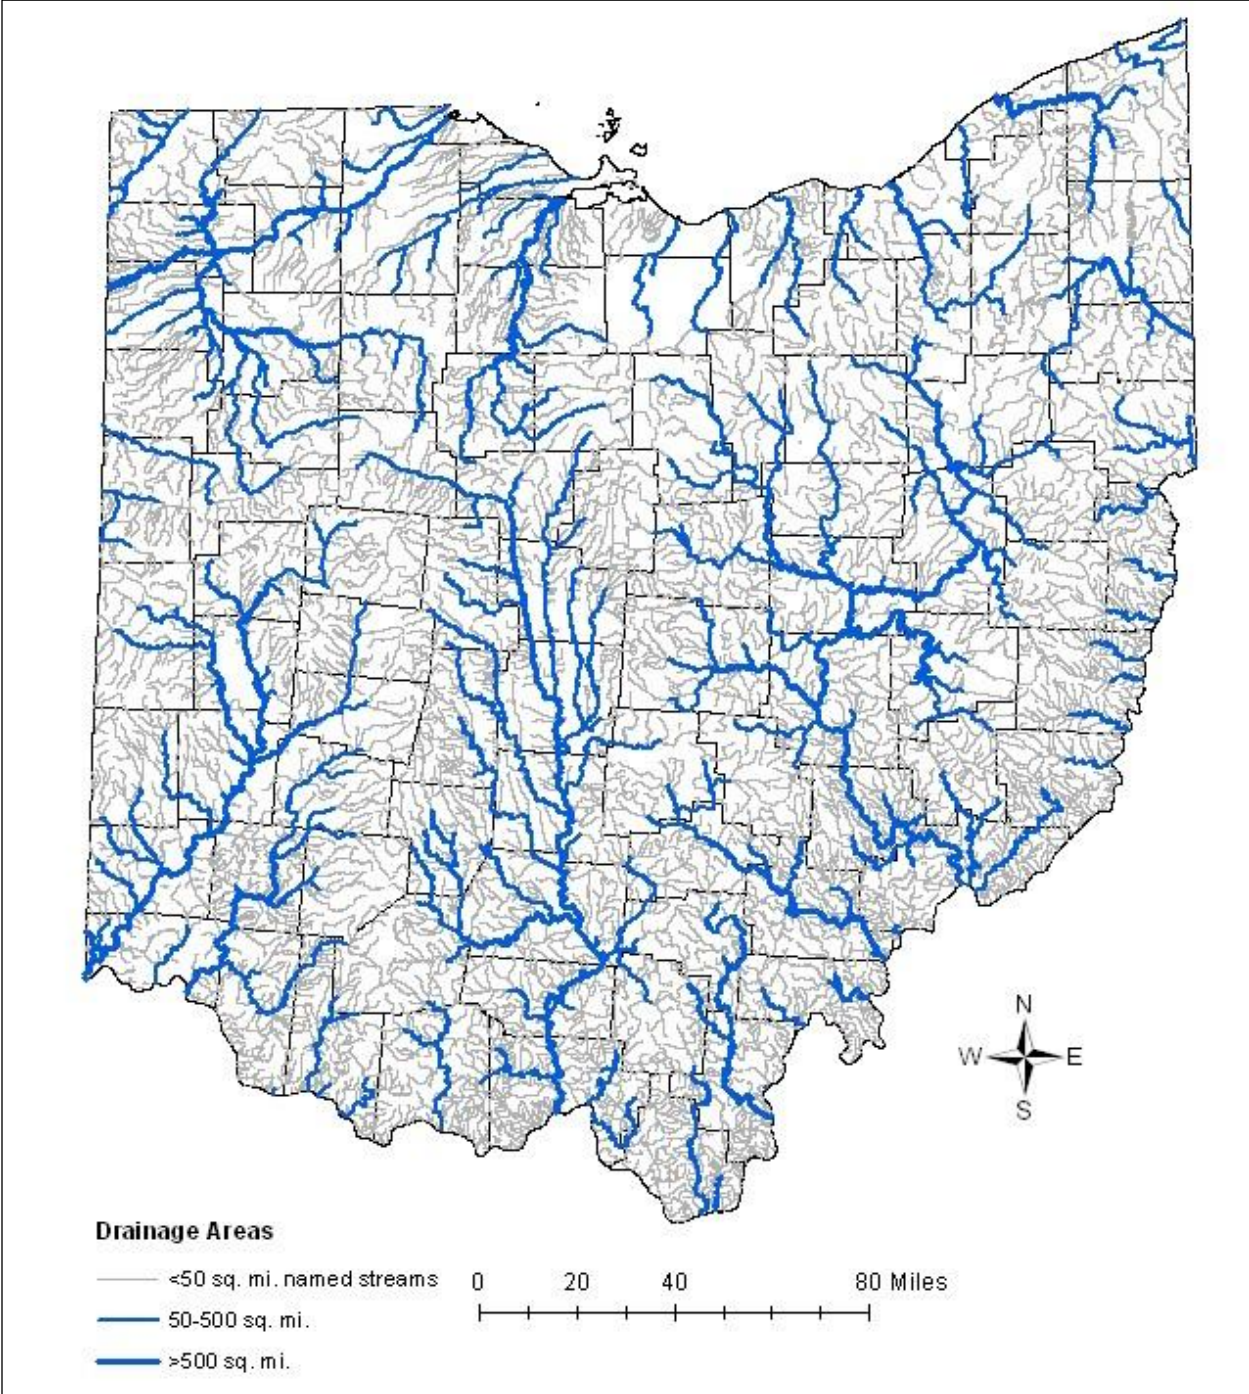 N
W E
S
Drainage Areas
<50 sq. mi. named streams
50-500 sq. mi.
>500 sq. mi.
0 20 40 80 Miles